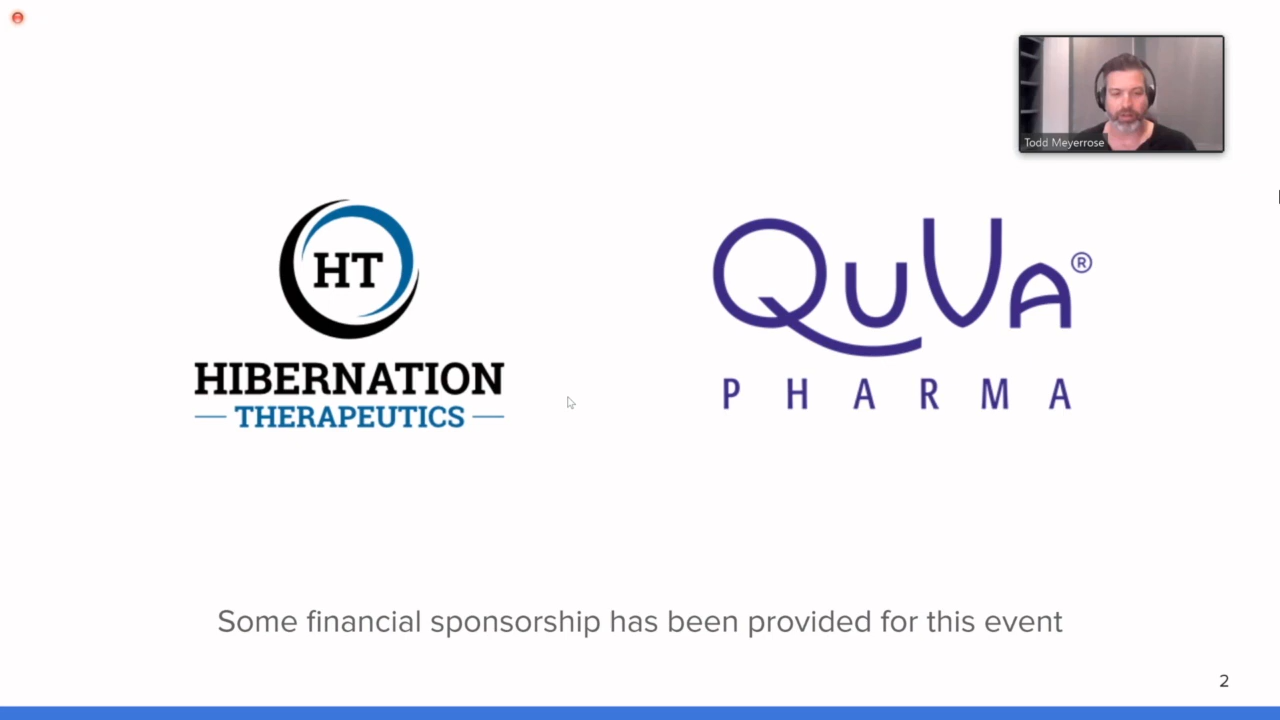 Todd Meyerrose
HT
HIBERNATION
THERAPEUTICS
QuVa®
PHARMA
Some financial sponsorship has been provided for this event
2